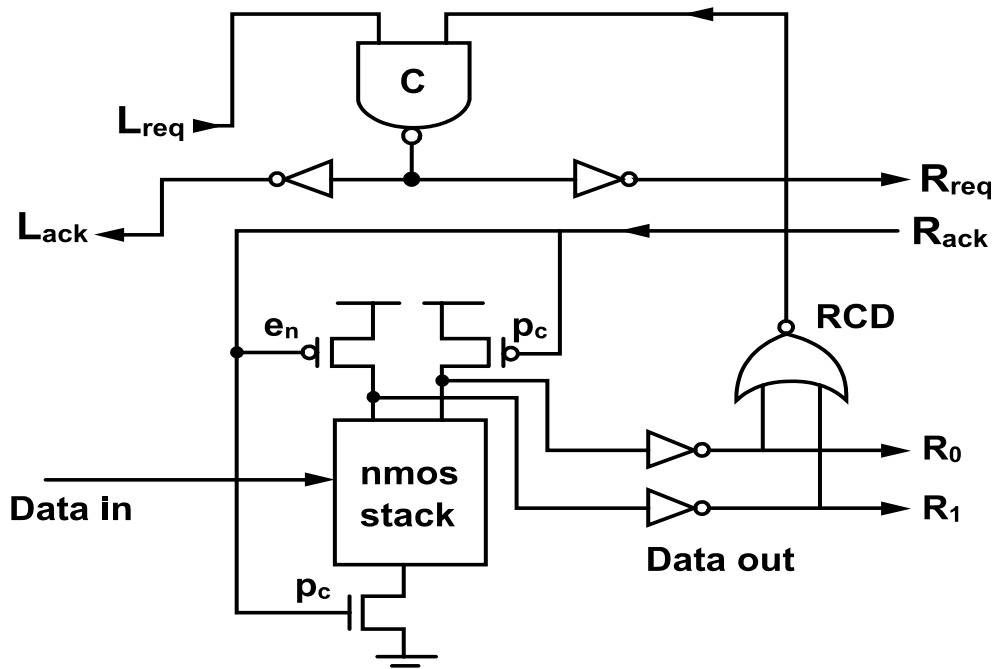 C
Lreq
Rreq
Lack
Rack
RCD
en
pc
R0
nmos
stack
Data in
R1
Data out
pc